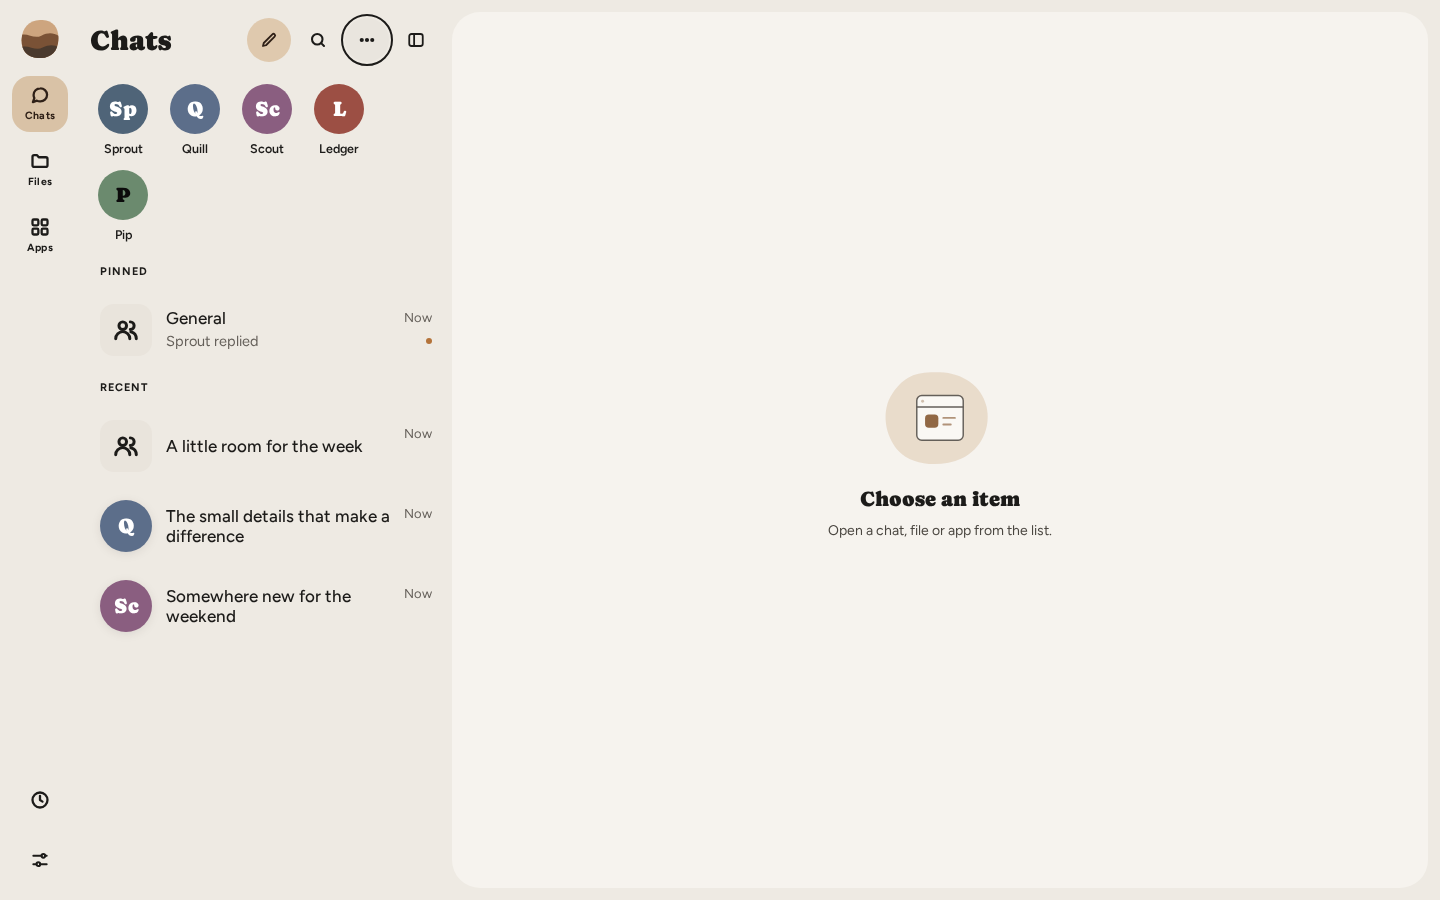 Chats
Chats
Files
Apps
Sp
Sprout
Q
Quill
Sc
Scout
L
Ledger
P
Pip
PINNED
General
Now
Sprout replied
RECENT
A little room for the week
Now
Q
The small details that make a
difference
Now
Sc
Somewhere new for the
weekend
Now
Choose an item
Open a chat, file or app from the list.